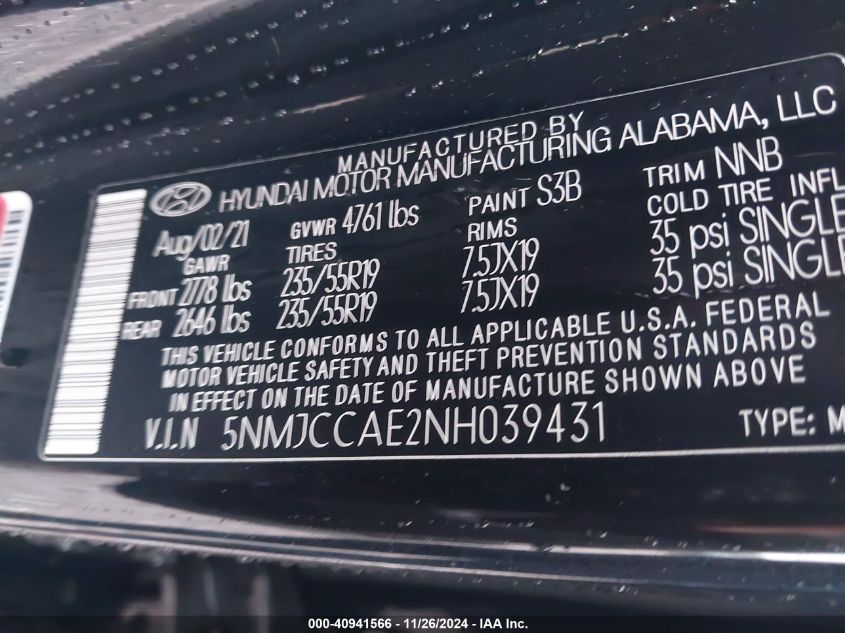 MANUFACTURED BY
HYUNDAI MOTOR MANUFACTURING ALABAMA, LLC
Aug/02/21 GVWR 4761 lbs PAINT S3B TRIM NNB
GAWR TIRES RIMS COLD TIRE INFL
FRONT 2778 lbs 235/55R19 7.5JX19 35 psi SINGLE
REAR 2646 lbs 235/55R19 7.5JX19 35 psi SINGLE
THIS VEHICLE CONFORMS TO ALL APPLICABLE U.S.A. FEDERAL
MOTOR VEHICLE SAFETY AND THEFT PREVENTION STANDARDS
IN EFFECT ON THE DATE OF MANUFACTURE SHOWN ABOVE
V.I.N 5NMJCCAE2NH039431 TYPE: M
000-40941566 - 11/26/2024 - IAA Inc.